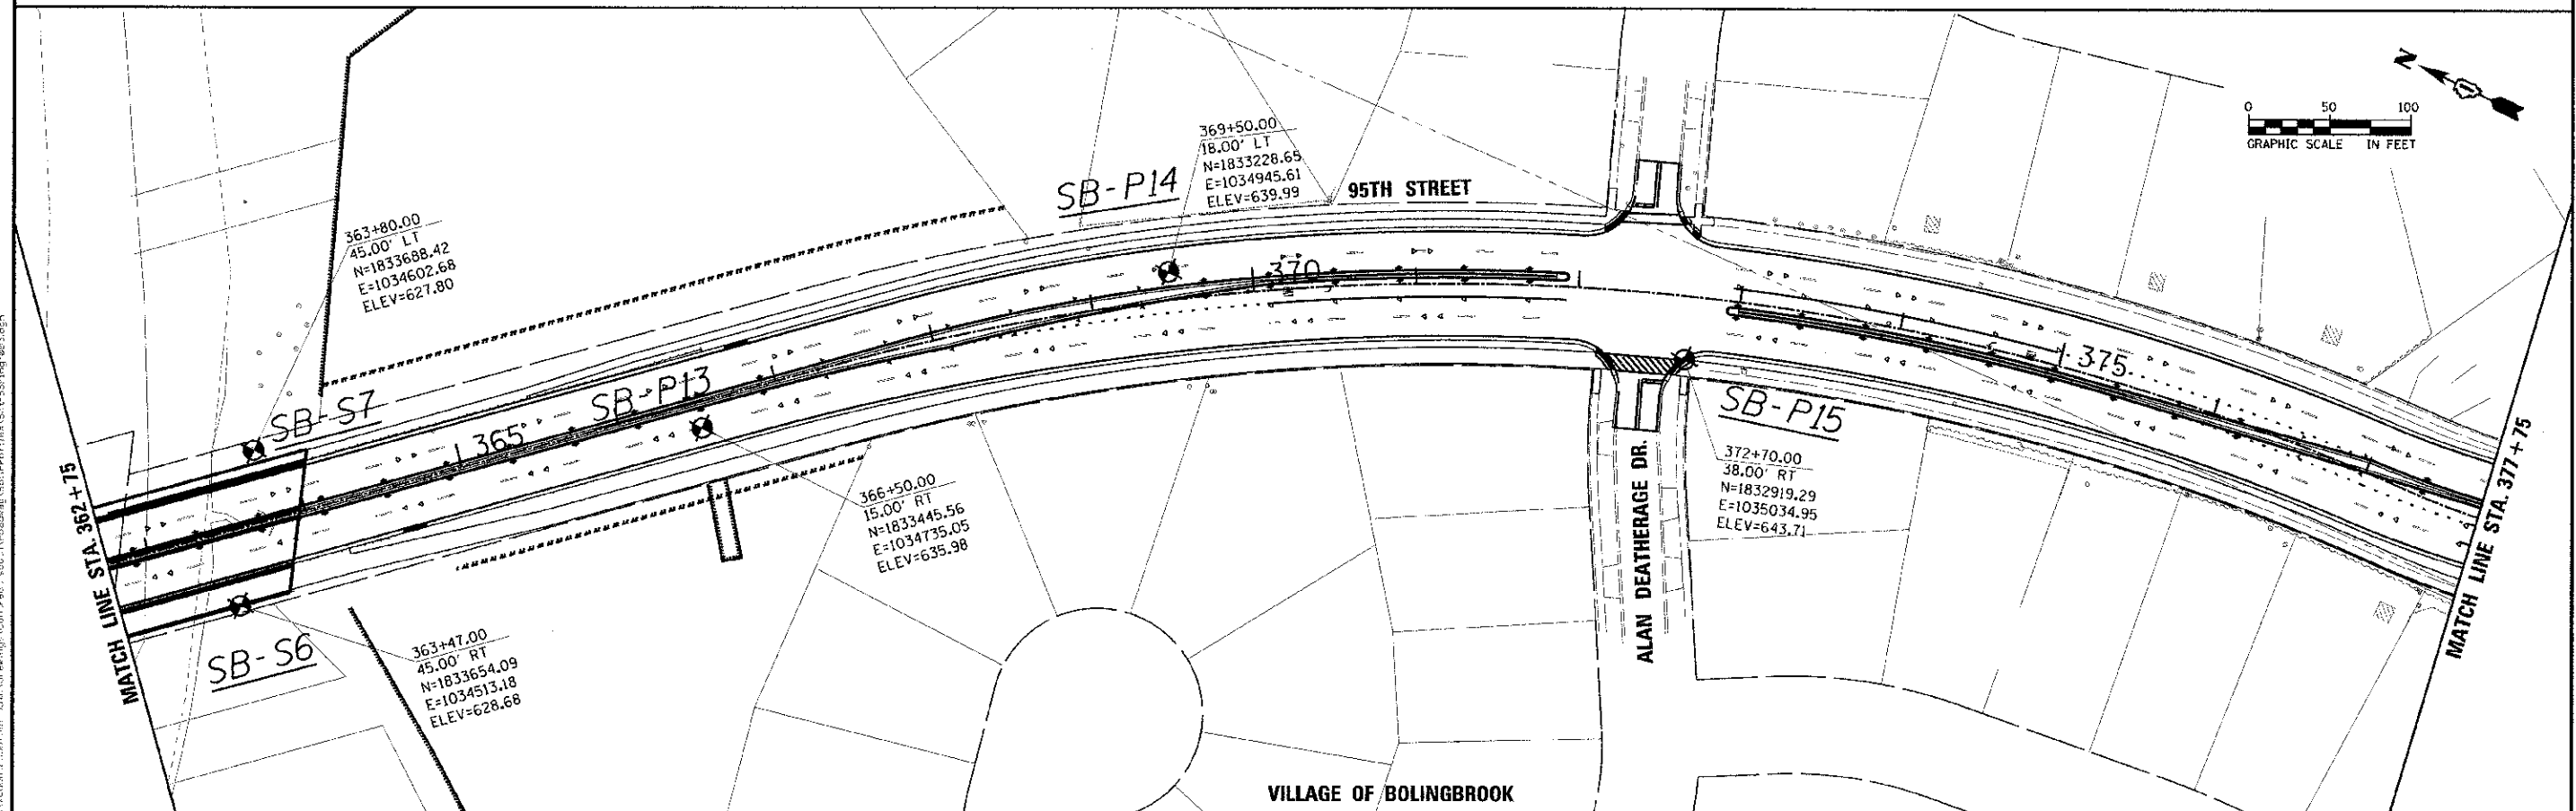 N
0 50 100
GRAPHIC SCALE IN FEET
369+50.00
18.00' LT
N=1833228.65
E=1034945.61
ELEV=639.99
SB-P14
95TH STREET
363+80.00
45.00' LT
N=1833688.42
E=1034602.68
ELEV=627.80
370
375
SB-S7
SB-P13
365
SB-P15
372+70.00
38.00' RT
N=1832919.29
E=1035034.95
ELEV=643.71
366+50.00
15.00' RT
N=1833445.56
E=1034735.05
ELEV=635.98
MATCH LINE STA. 362+75
MATCH LINE STA. 377+75
ALAN DEATHERAGE DR.
SB-S6
363+47.00
45.00' RT
N=1833654.09
E=1034513.18
ELEV=628.68
VILLAGE OF BOLINGBROOK